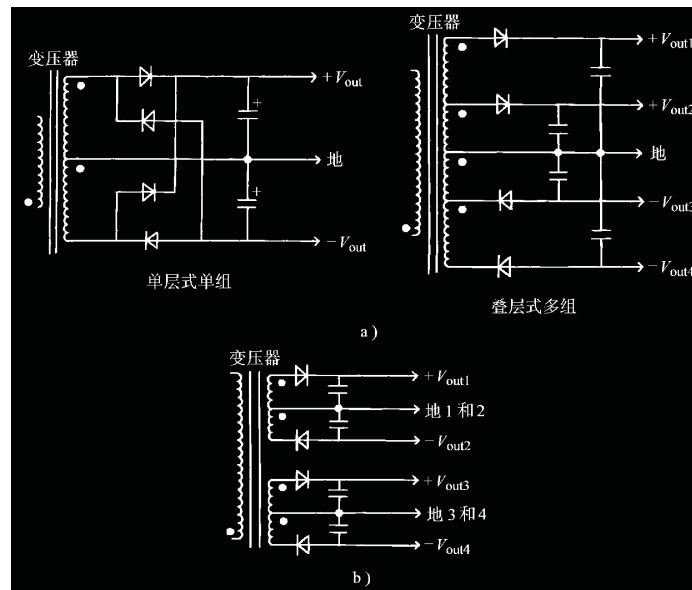 变压器
+Vout
地
−Vout
单层式单组
变压器
+Vout1
+Vout2
地
−Vout3
−Vout4
叠层式多组
a)
变压器
+Vout1
地1和2
−Vout2
+Vout3
地3和4
−Vout4
b)